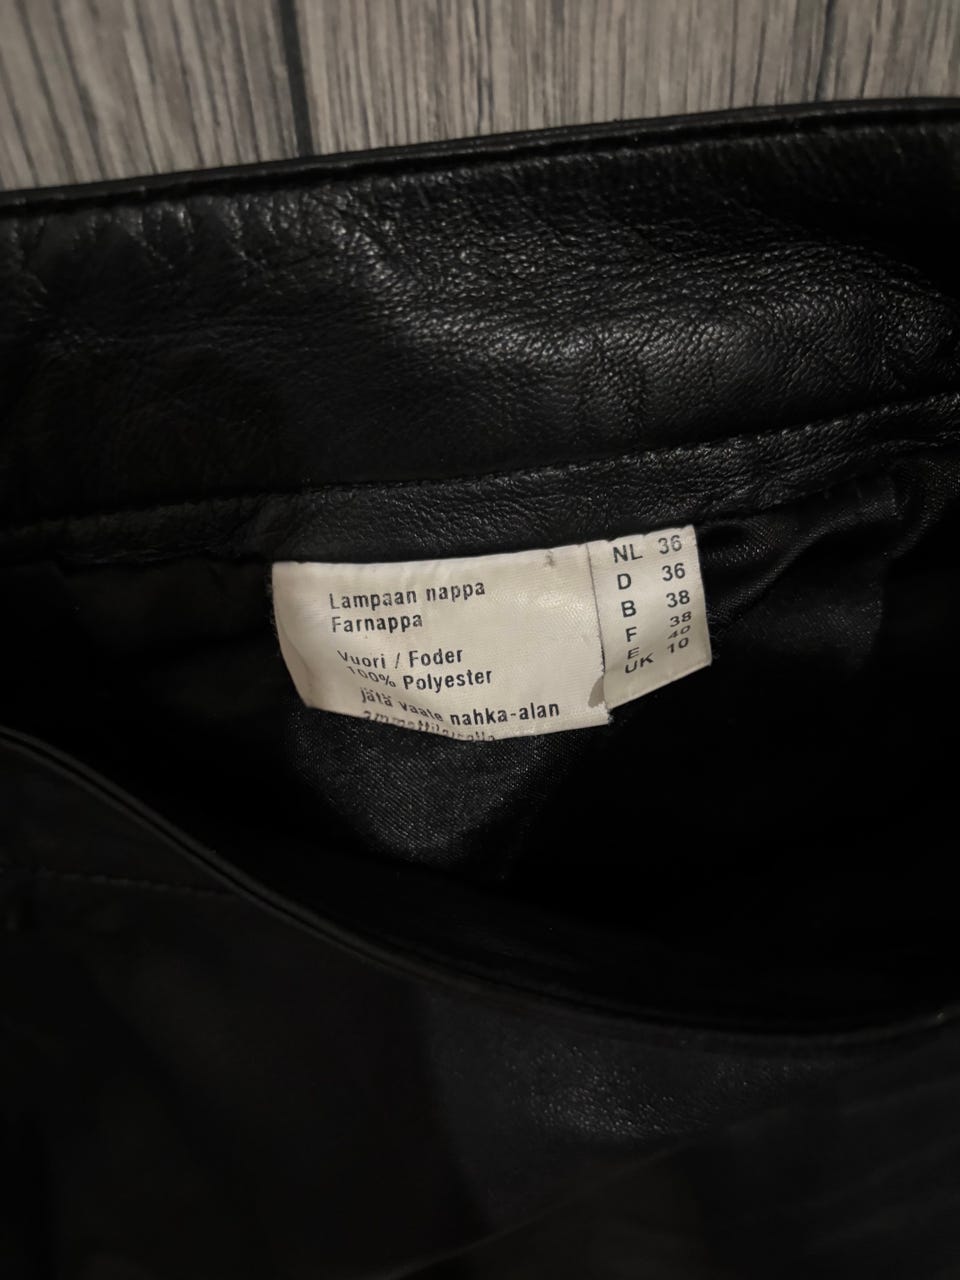 Lampaan nappa
Farnappa
Vuori / Foder
100% Polyester
jätä vaate nahka-alan
ammattilaisella
NL 36
D 36
B 38
F 38
E 40
UK 10